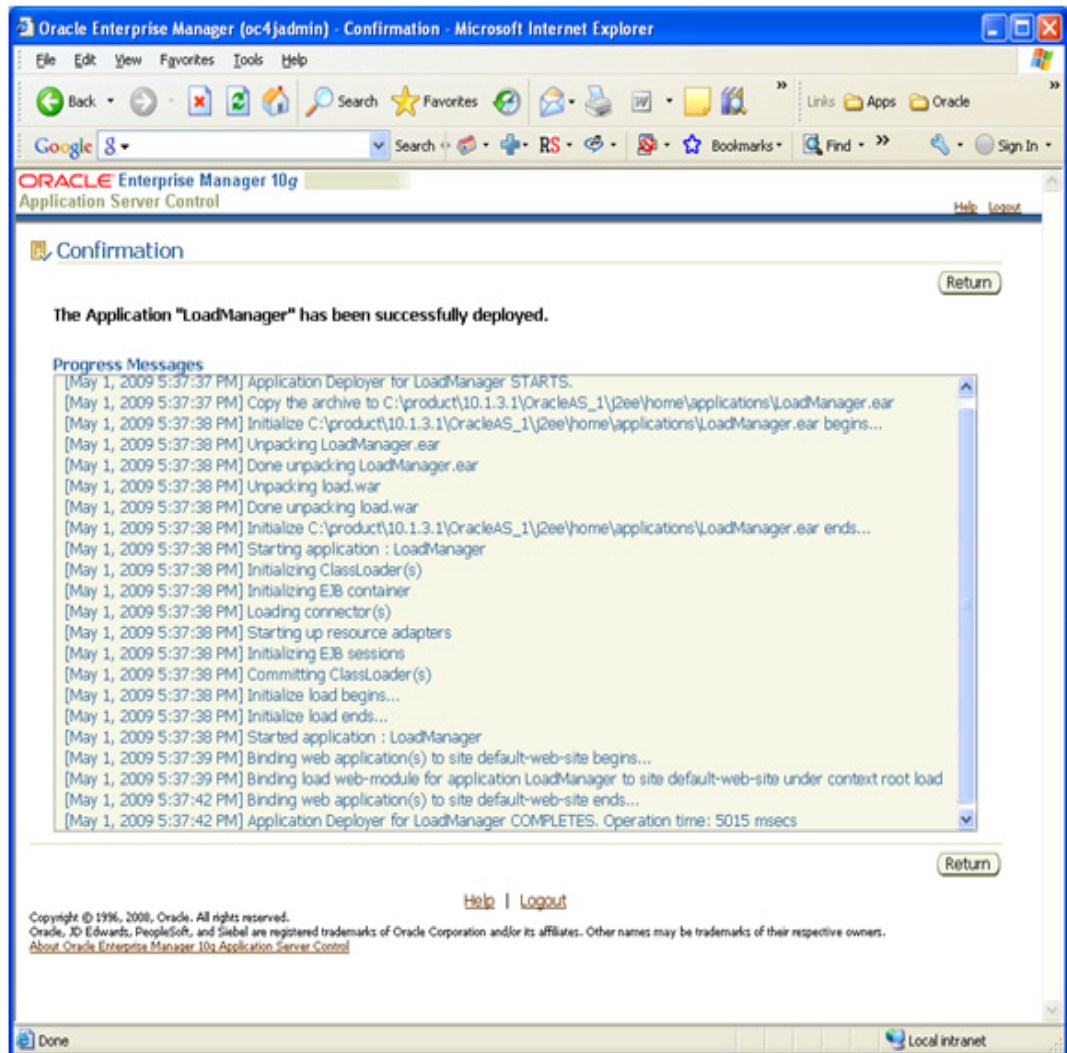 Oracle Enterprise Manager (oc4jadmin) - Confirmation - Microsoft Internet Explorer
File Edit View Favorites Tools Help
Back Search Favorites Links Apps Oracle
Google Search RS Bookmarks Find Sign In
ORACLE Enterprise Manager 10g
Application Server Control
Help Logout
Confirmation
Return
The Application "LoadManager" has been successfully deployed.
Progress Messages
[May 1, 2009 5:37:37 PM] Application Deployer for LoadManager STARTS.
[May 1, 2009 5:37:37 PM] Copy the archive to C:\product\10.1.3.1\OracleAS_1\j2ee\home\applications\LoadManager.ear
[May 1, 2009 5:37:38 PM] Initialize C:\product\10.1.3.1\OracleAS_1\j2ee\home\applications\LoadManager.ear begins...
[May 1, 2009 5:37:38 PM] Unpacking LoadManager.ear
[May 1, 2009 5:37:38 PM] Done unpacking LoadManager.ear
[May 1, 2009 5:37:38 PM] Unpacking load.war
[May 1, 2009 5:37:38 PM] Done unpacking load.war
[May 1, 2009 5:37:38 PM] Initialize C:\product\10.1.3.1\OracleAS_1\j2ee\home\applications\LoadManager.ear ends...
[May 1, 2009 5:37:38 PM] Starting application : LoadManager
[May 1, 2009 5:37:38 PM] Initializing ClassLoader(s)
[May 1, 2009 5:37:38 PM] Initializing EJB container
[May 1, 2009 5:37:38 PM] Loading connector(s)
[May 1, 2009 5:37:38 PM] Starting up resource adapters
[May 1, 2009 5:37:38 PM] Initializing EJB sessions
[May 1, 2009 5:37:38 PM] Committing ClassLoader(s)
[May 1, 2009 5:37:38 PM] Initialize load begins...
[May 1, 2009 5:37:38 PM] Initialize load ends...
[May 1, 2009 5:37:38 PM] Started application : LoadManager
[May 1, 2009 5:37:39 PM] Binding web application(s) to site default-web-site begins...
[May 1, 2009 5:37:39 PM] Binding load web-module for application LoadManager to site default-web-site under context root load
[May 1, 2009 5:37:42 PM] Binding web application(s) to site default-web-site ends...
[May 1, 2009 5:37:42 PM] Application Deployer for LoadManager COMPLETES. Operation time: 5015 msecs
Return
Help | Logout
Copyright © 1996, 2008, Oracle. All rights reserved.
Oracle, JD Edwards, PeopleSoft, and Siebel are registered trademarks of Oracle Corporation and/or its affiliates. Other names may be trademarks of their respective owners.
About Oracle Enterprise Manager 10g Application Server Control
Done Local intranet